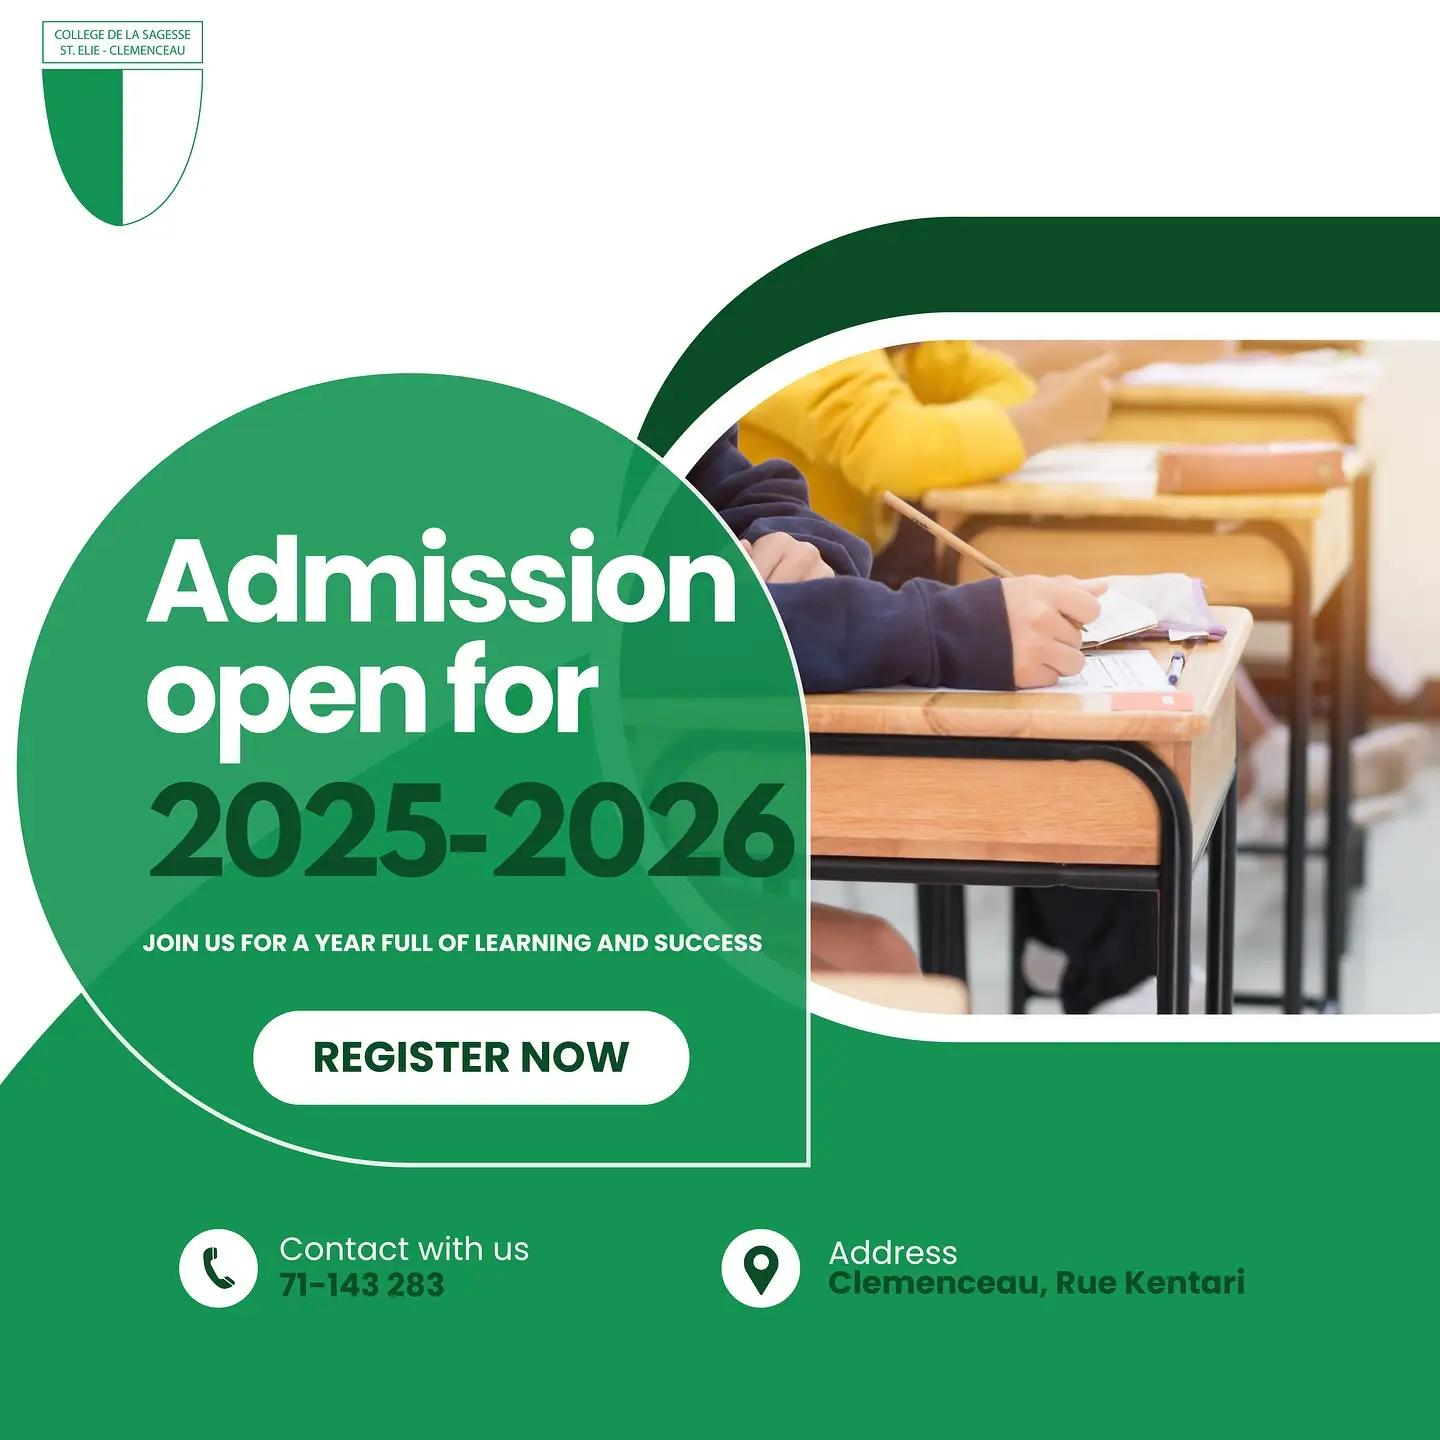 COLLEGE DE LA SAGESSE
ST. ELIE - CLEMENCEAU
Admission
open for
2025-2026
JOIN US FOR A YEAR FULL OF LEARNING AND SUCCESS
REGISTER NOW
Contact with us
71-143 283
Address
Clemenceau, Rue Kentari